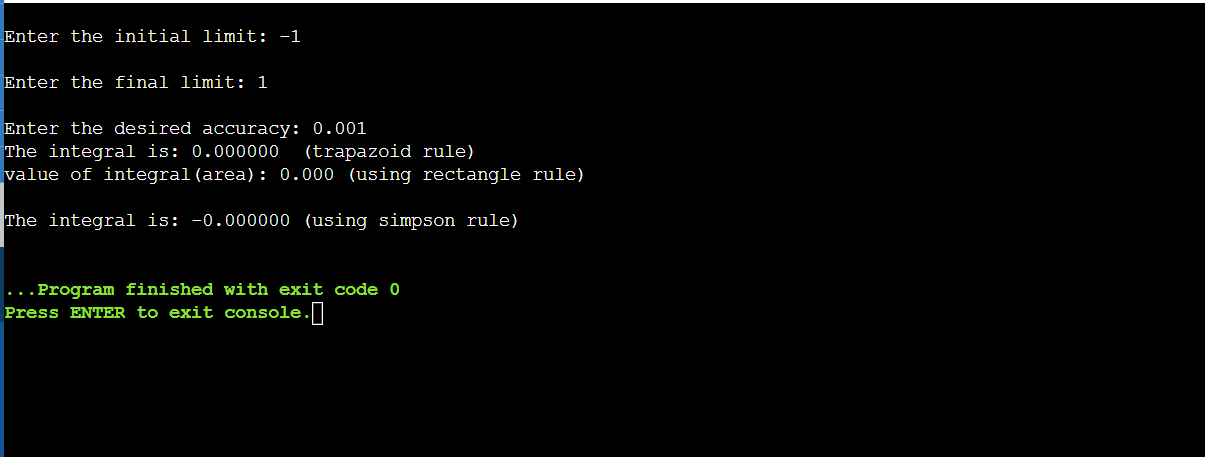 Enter the initial limit: -1
Enter the final limit: 1
Enter the desired accuracy: 0.001
The integral is: 0.000000  (trapazoid rule)
value of integral(area): 0.000 (using rectangle rule)
The integral is: -0.000000 (using simpson rule)
...Program finished with exit code 0
Press ENTER to exit console.